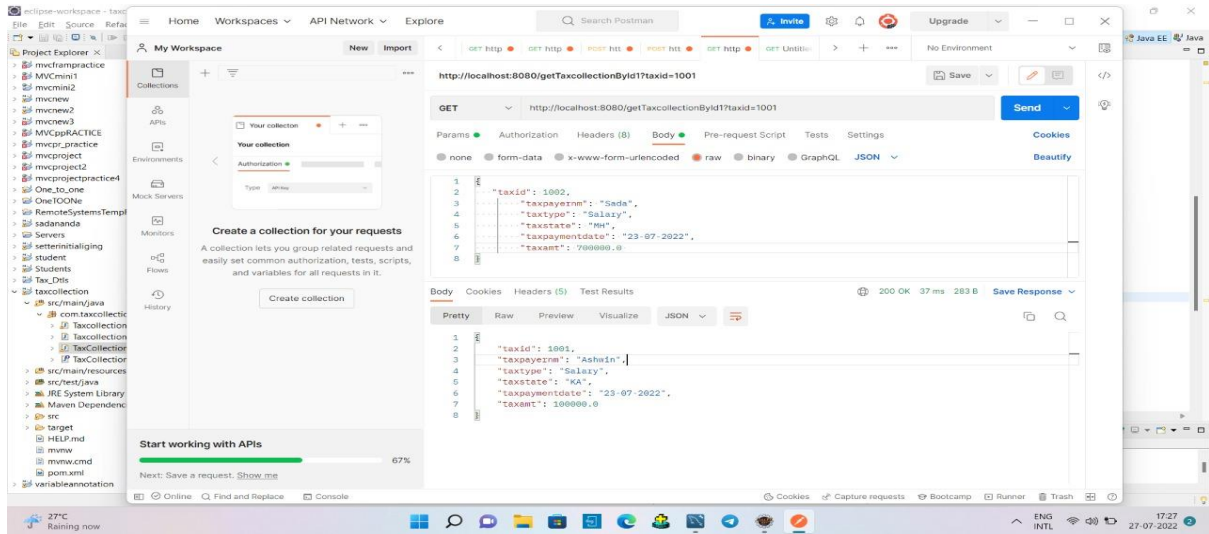 eclipse-workspace - taxc
File Edit Source Refac
Project Explorer
mvcframpractice
MVCmini1
mvcmini2
mvcnew
mvcnew2
mvcnew3
MVCppRACTICE
mvcpr_practice
mvcproject
mvcproject2
mvcprojectpractice4
One_to_one
OneTOONe
RemoteSystemsTempl
sadananda
Servers
setterinitialiging
student
Students
Tax_Dtls
taxcollection
src/main/java
com.taxcollectic
Taxcollection
Taxcollection
TaxCollection
TaxCollection
src/main/resources
src/test/java
JRE System Library
Maven Dependenc
src
target
HELP.md
mvnw
mvnw.cmd
pom.xml
variableannotation
Home Workspaces API Network Explore
Search Postman
Invite
Upgrade
My Workspace
New Import
Collections
APIs
Environments
Mock Servers
Monitors
Flows
History
Your collection
Your collection
Authorization
Type API Key
Create a collection for your requests
A collection lets you group related requests and
easily set common authorization, tests, scripts,
and variables for all requests in it.
Create collection
Start working with APIs
67%
Next: Save a request. Show me
GET http GET http POST htt POST htt GET http GET Untitle
No Environment
http://localhost:8080/getTaxcollectionById1?taxid=1001
Save
GET http://localhost:8080/getTaxcollectionById1?taxid=1001
Send
Params Authorization Headers (8) Body Pre-request Script Tests Settings
Cookies
none form-data x-www-form-urlencoded raw binary GraphQL JSON
Beautify
1 {
2 "taxid": 1002,
3 "taxpayernm": "Sada",
4 "taxtype": "Salary",
5 "taxstate": "MH",
6 "taxpaymentdate": "23-07-2022",
7 "taxamt": 700000.0
8 }
Body Cookies Headers (5) Test Results
200 OK 37 ms 283 B Save Response
Pretty Raw Preview Visualize JSON
1 {
2 "taxid": 1001,
3 "taxpayernm": "Ashwin",
4 "taxtype": "Salary",
5 "taxstate": "KA",
6 "taxpaymentdate": "23-07-2022",
7 "taxamt": 100000.0
8 }
Online Find and Replace Console
Cookies Capture requests Bootcamp Runner Trash
Java EE Java
27°C
Raining now
ENG
INTL
17:27
27-07-2022
2